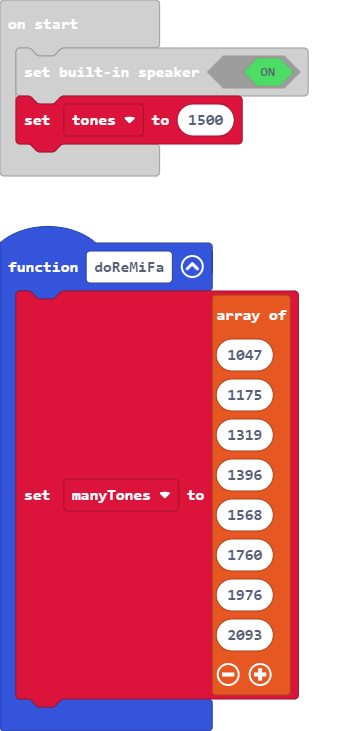 on start
set built-in speaker ON
set tones to 1500
function doReMiFa
array of
1047
1175
1319
1396
1568
set manyTones to
1760
1976
2093